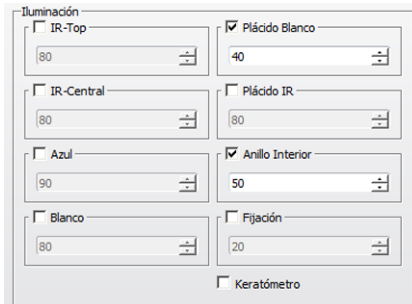 Iluminación
IR-Top
Plácido Blanco
80
40
IR-Central
Plácido IR
80
80
Azul
Anillo Interior
90
50
Blanco
Fijación
80
20
Keratómetro